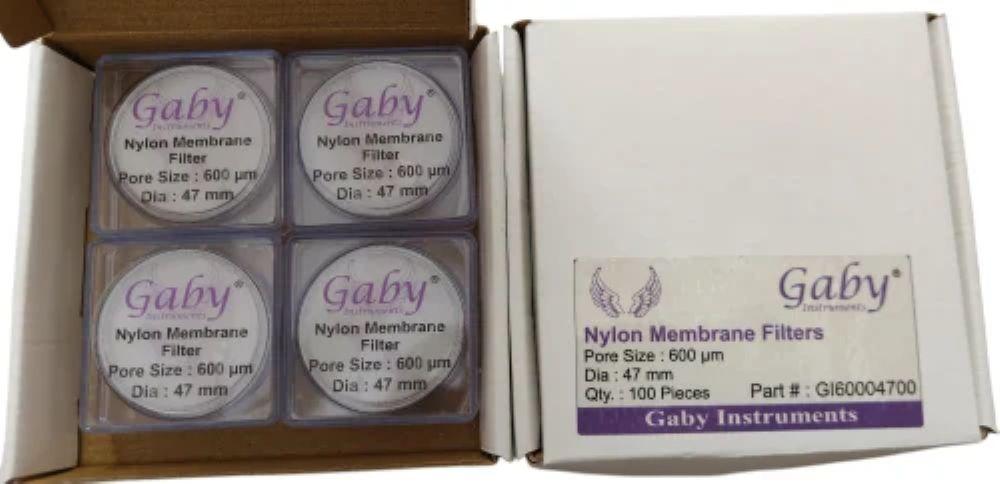 Gaby®
Instruments
Nylon Membrane
Filter
Pore Size : 600 µm
Dia : 47 mm
Gaby®
Instruments
Nylon Membrane
Filter
Pore Size : 600 µm
Dia : 47 mm
Gaby®
Instruments
Nylon Membrane
Filter
Pore Size : 600 µm
Dia : 47 mm
Gaby®
Instruments
Nylon Membrane
Filter
Pore Size : 600 µm
Dia : 47 mm
Gaby®
Instruments
Nylon Membrane Filters
Pore Size : 600 µm
Dia : 47 mm
Qty. : 100 Pieces Part # : GI60004700
Gaby Instruments